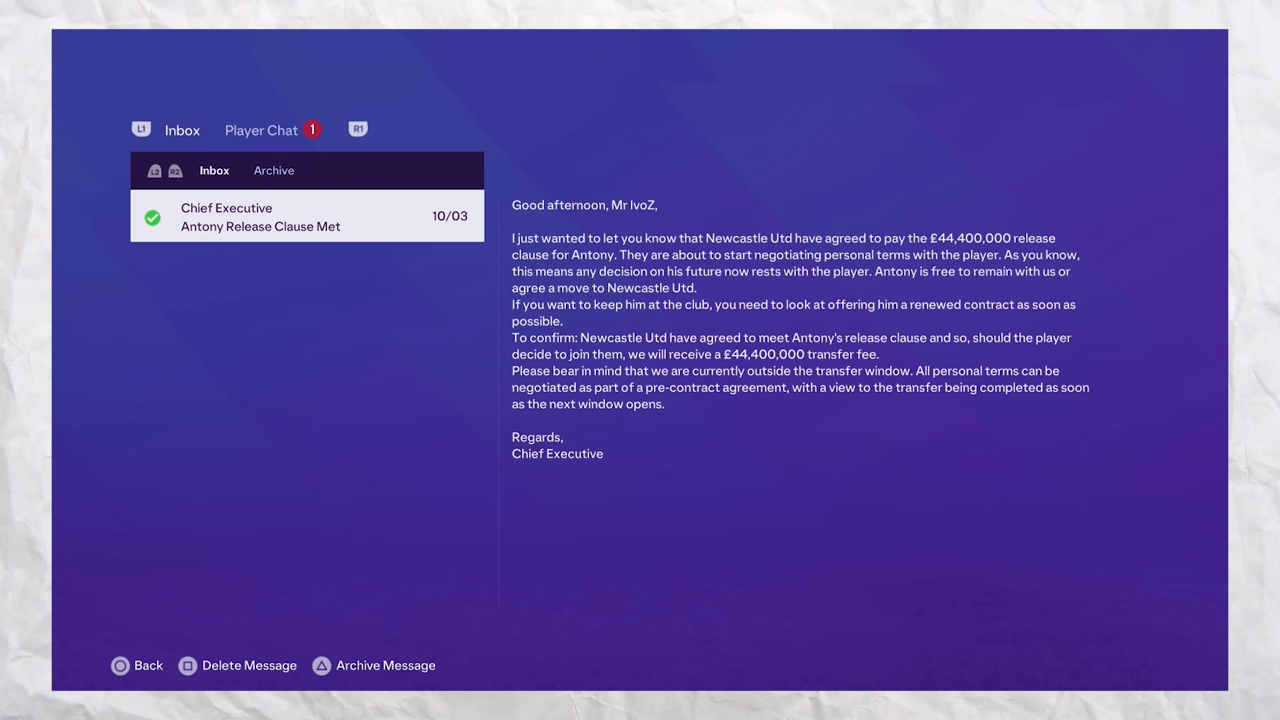 L1 Inbox Player Chat 1 R1
L2 R2 Inbox Archive
Chief Executive
Antony Release Clause Met
10/03
Good afternoon, Mr IvoZ,
I just wanted to let you know that Newcastle Utd have agreed to pay the £44,400,000 release
clause for Antony. They are about to start negotiating personal terms with the player. As you know,
this means any decision on his future now rests with the player. Antony is free to remain with us or
agree a move to Newcastle Utd.
If you want to keep him at the club, you need to look at offering him a renewed contract as soon as
possible.
To confirm: Newcastle Utd have agreed to meet Antony's release clause and so, should the player
decide to join them, we will receive a £44,400,000 transfer fee.
Please bear in mind that we are currently outside the transfer window. All personal terms can be
negotiated as part of a pre-contract agreement, with a view to the transfer being completed as soon
as the next window opens.
Regards,
Chief Executive
Back Delete Message Archive Message